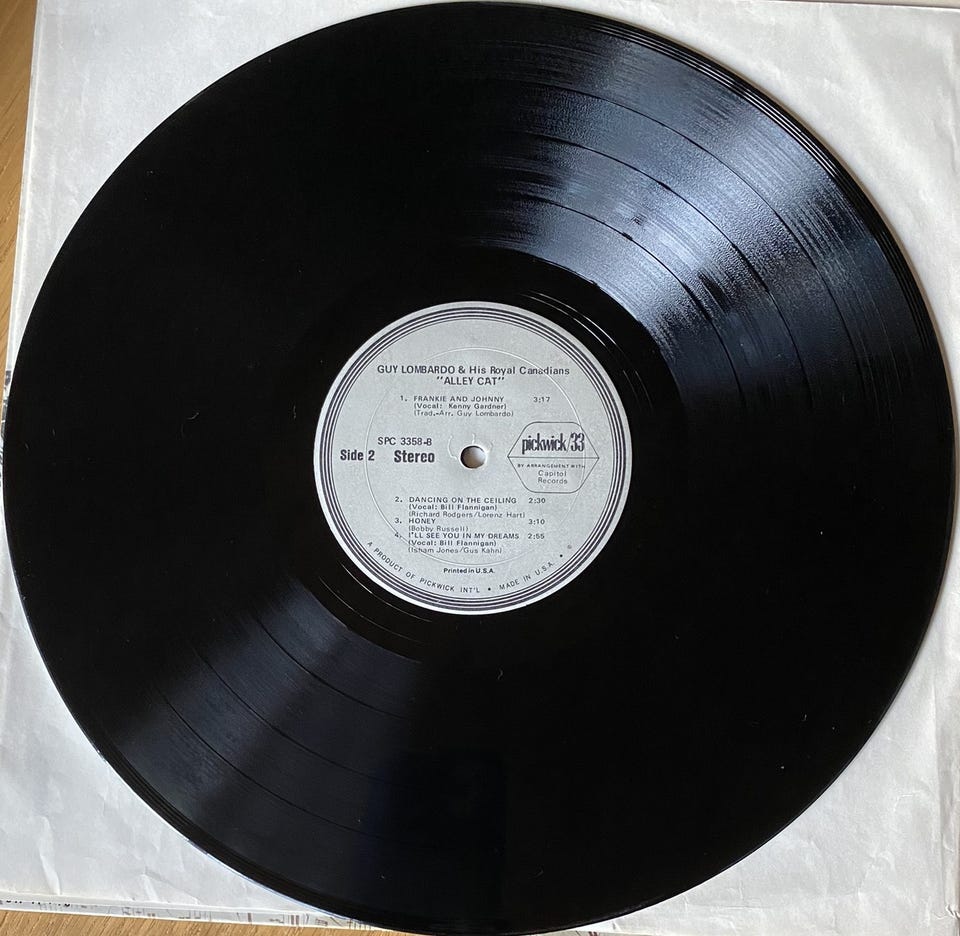 GUY LOMBARDO & His Royal Canadians
"ALLEY CAT"
1. FRANKIE AND JOHNNY 3:17
(Vocal: Kenny Gardner)
(Trad.-Arr. Guy Lombardo)
SPC 3358-B
Side 2 Stereo
pickwick/33
BY ARRANGEMENT WITH
Capitol
Records
2. DANCING ON THE CEILING 2:30
(Vocal: Bill Flannigan)
(Richard Rodgers/Lorenz Hart)
3. HONEY 3:10
(Bobby Russell)
4. I'LL SEE YOU IN MY DREAMS 2:55
(Vocal: Bill Flannigan)
(Isham Jones/Gus Kahn)
Printed in U.S.A.
A PRODUCT OF PICKWICK INT'L • MADE IN U.S.A. •